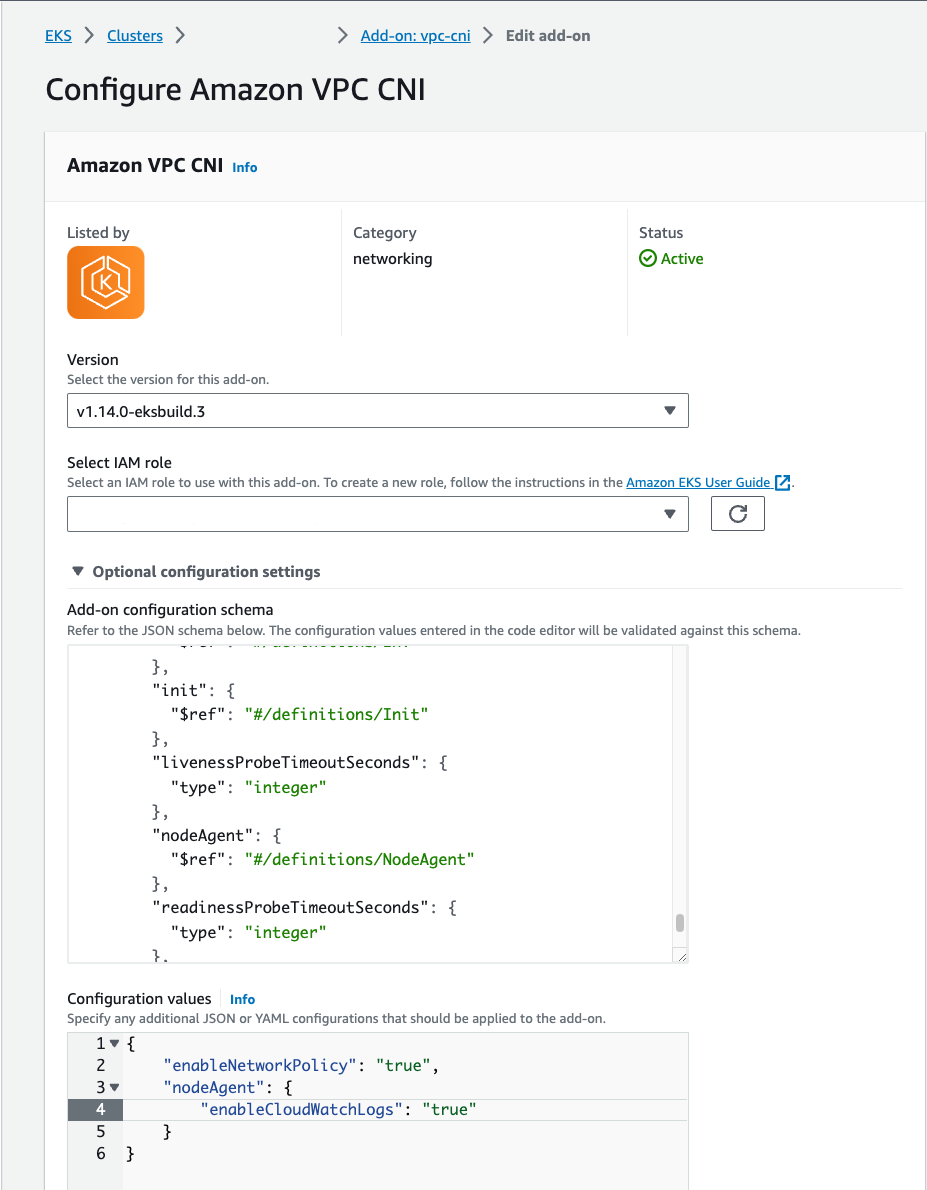 EKS > Clusters > > Add-on: vpc-cni > Edit add-on
Configure Amazon VPC CNI
Amazon VPC CNI Info
Listed by
K
Category
networking
Status
Active
Version
Select the version for this add-on.
v1.14.0-eksbuild.3
Select IAM role
Select an IAM role to use with this add-on. To create a new role, follow the instructions in the Amazon EKS User Guide.
Optional configuration settings
Add-on configuration schema
Refer to the JSON schema below. The configuration values entered in the code editor will be validated against this schema.
},
"init": {
"$ref": "#/definitions/Init"
},
"livenessProbeTimeoutSeconds": {
"type": "integer"
},
"nodeAgent": {
"$ref": "#/definitions/NodeAgent"
},
"readinessProbeTimeoutSeconds": {
"type": "integer"
},
Configuration values Info
Specify any additional JSON or YAML configurations that should be applied to the add-on.
1 {
2 "enableNetworkPolicy": "true",
3 "nodeAgent": {
4 "enableCloudWatchLogs": "true"
5 }
6 }